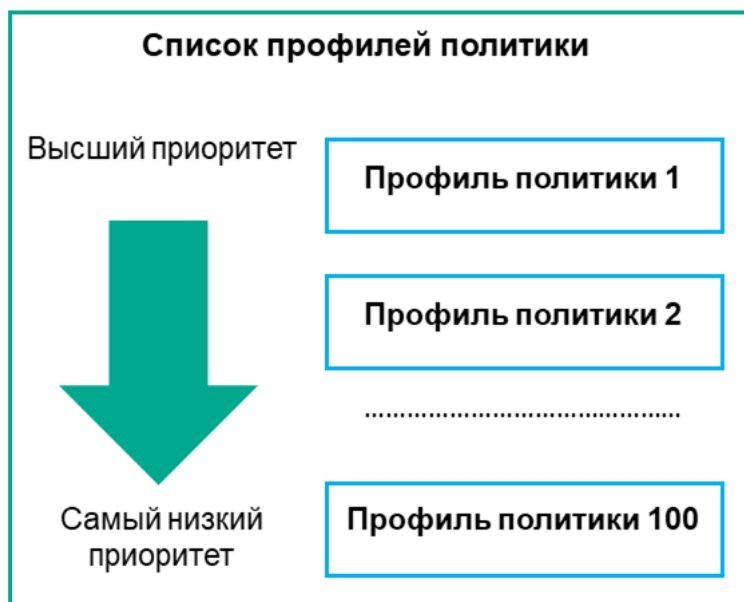 Список профилей политики
Высший приоритет
Профиль политики 1
Профиль политики 2
................................................
Самый низкий
приоритет
Профиль политики 100